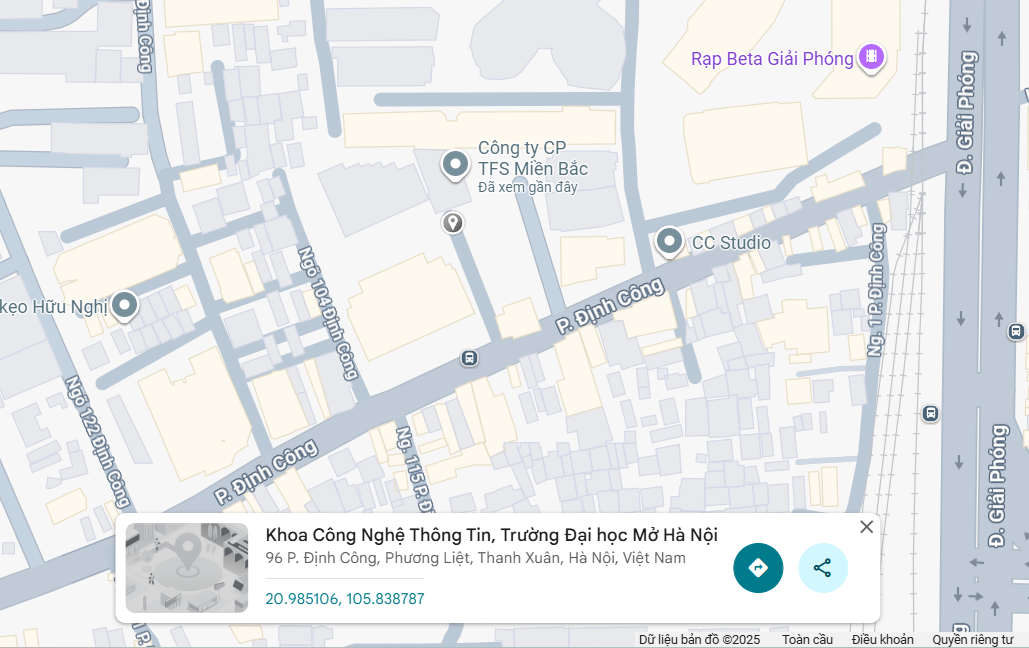 Định Công
Rạp Beta Giải Phóng
Đ. Giải Phóng
Công ty CP
TFS Miền Bắc
Đã xem gần đây
CC Studio
kẹo Hữu Nghị
Ngõ 104 Định Công
P. Định Công
Ng. 1 P. Định Công
Ngõ 122 Định Công
P. Định Công
Ng. 115 P. Đ
Đ. Giải Phóng
Khoa Công Nghệ Thông Tin, Trường Đại học Mở Hà Nội
96 P. Định Công, Phương Liệt, Thanh Xuân, Hà Nội, Việt Nam
20.985106, 105.838787
Dữ liệu bản đồ ©2025 Toàn cầu Điều khoản Quyền riêng tư